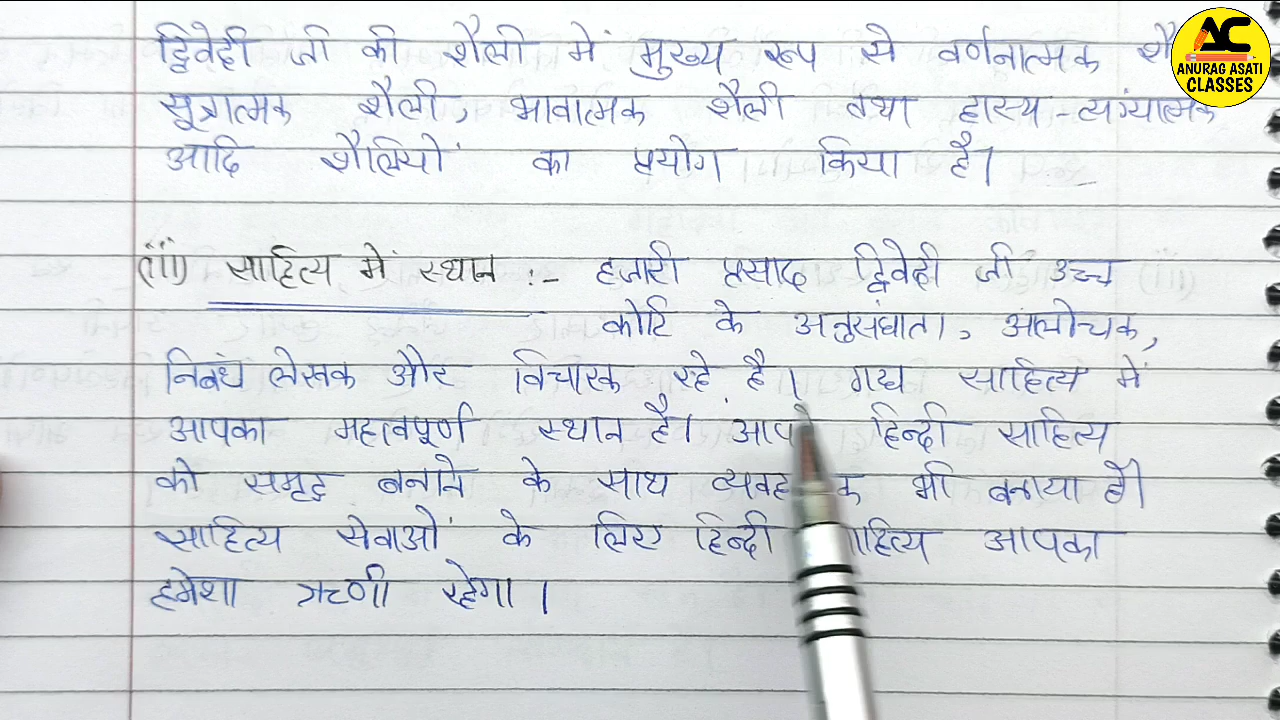 द्विवेदी जी की शैली में मुख्य रूप से वर्णनात्मक
सूत्रात्मक शैली, भावात्मक शैली तथा हास्य-व्यंग्यात्मक
आदि शैलियों का प्रयोग किया है।
(iii) साहित्य में स्थान :- हजारी प्रसाद द्विवेदी जी उच्च
कोटि के अनुसंधाता, आलोचक,
निबंध लेखक और विचारक रहे है। गद्य साहित्य में
आपका महत्वपूर्ण स्थान है। हिन्दी साहित्य
को समृद्ध बनाने के साथ भी बनाया है।
साहित्य सेवाओं के लिए हिन्दी आपका
हमेशा ऋणी रहेगा।
AC
ANURAG ASATI
CLASSES